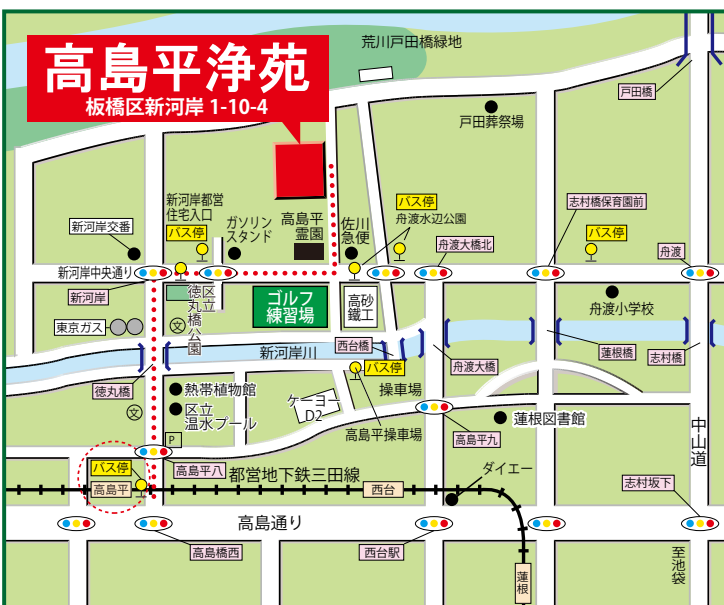 荒川戸田橋緑地
高島平浄苑
板橋区新河岸 1-10-4
戸田橋
戸田葬祭場
新河岸都営
住宅入口
バス停
ガソリン
スタンド
高島平
霊園
佐川
急便
バス停
舟渡水辺公園
志村橋保育園前
バス停
新河岸交番
舟渡大橋北
舟渡
新河岸中央通り
新河岸
区立
徳丸橋公園
ゴルフ
練習場
高砂
鐵工
舟渡小学校
東京ガス
文
新河岸川
西台橋
バス停
舟渡大橋
蓮根橋
志村橋
徳丸橋
熱帯植物館
操車場
文
区立
温水プール
ケーヨー
D2
高島平操車場
蓮根図書館
中山道
P
高島平九
バス停
高島平八
都営地下鉄三田線
ダイエー
高島平
西台
志村坂下
高島通り
高島橋西
西台駅
蓮根
至池袋